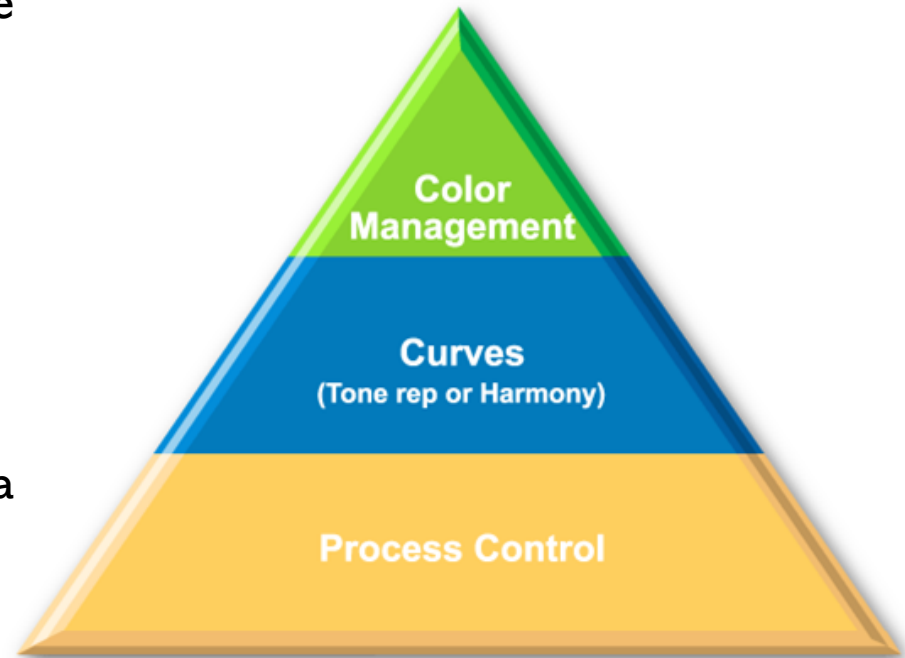 e
Color
Management
Curves
(Tone rep or Harmony)
a
Process Control